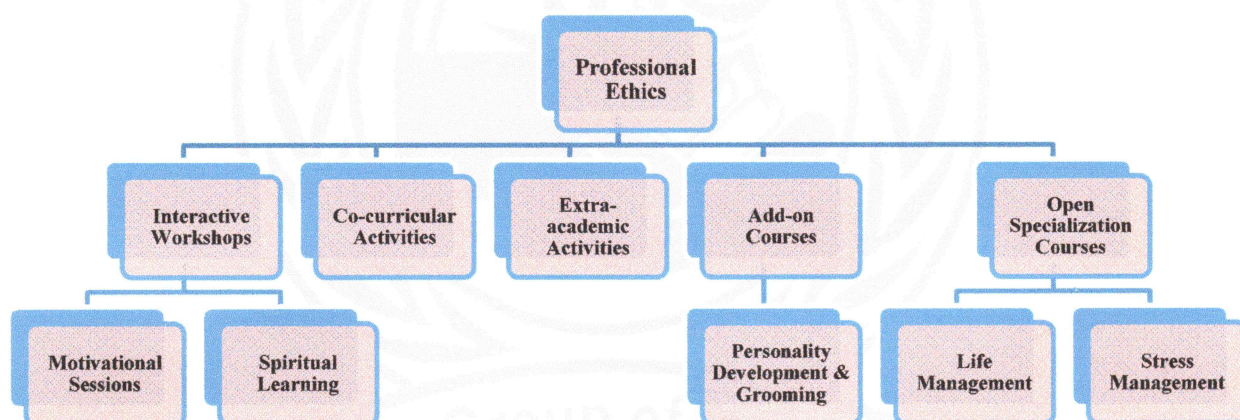 Professional
Ethics
Interactive
Workshops
Co-curricular
Activities
Extra-
academic
Activities
Add-on
Courses
Open
Specialization
Courses
Motivational
Sessions
Spiritual
Learning
Personality
Development &
Grooming
Life
Management
Stress
Management